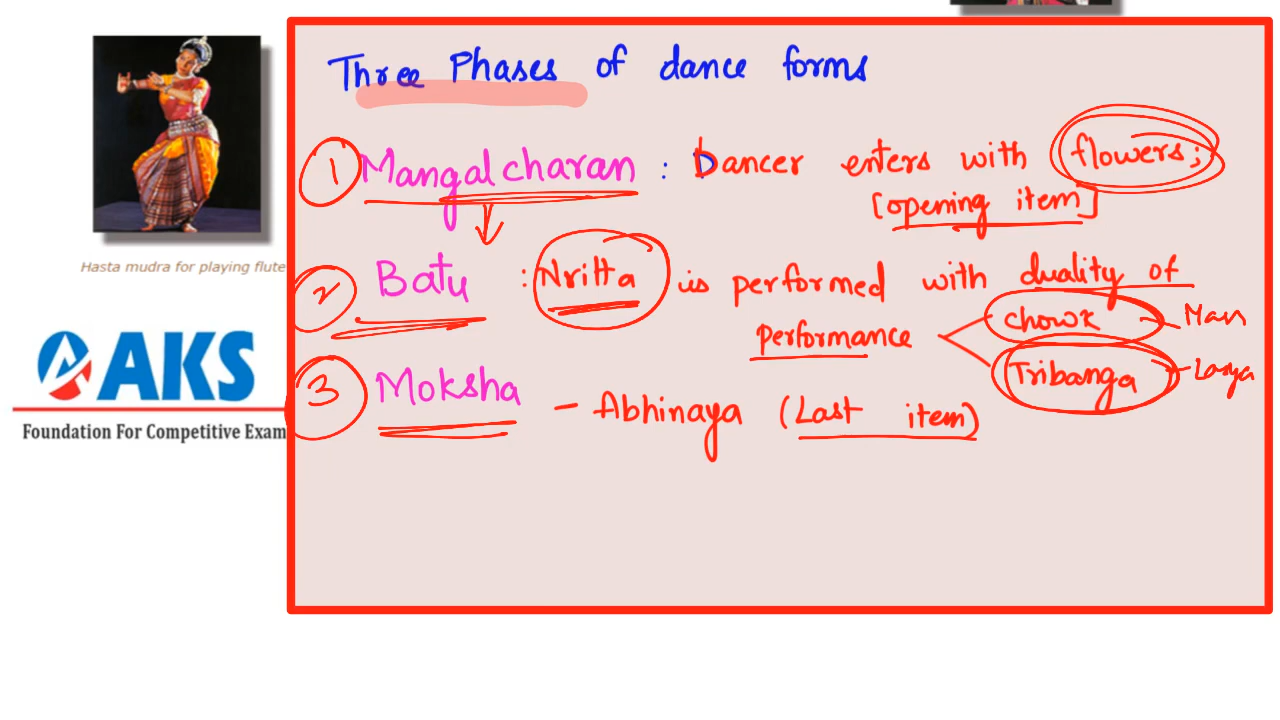 Three Phases of dance forms
1 Mangalcharan : Dancer enters with flowers;
[opening item]
2 Batu : Nritta is performed with duality of
performance
chowk - Man
Tribanga - Lasya
3 Moksha - Abhinaya (Last item)
Hasta mudra for playing flute
AKS
Foundation For Competitive Exam